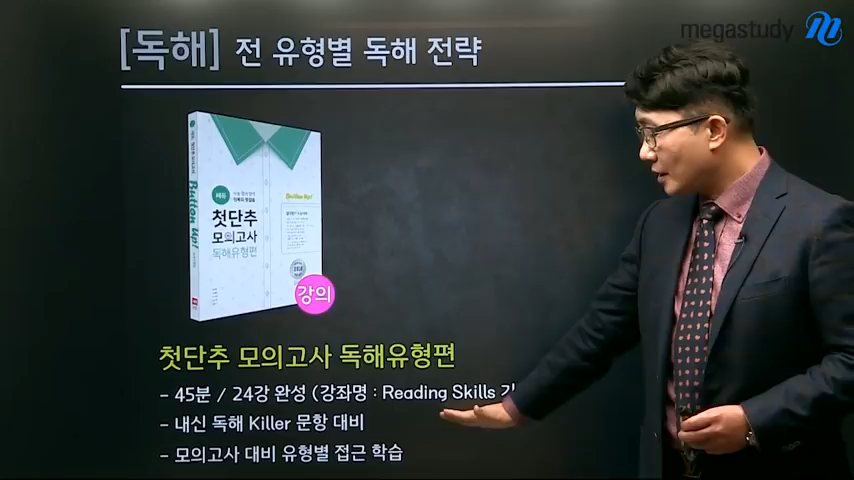 megastudy
[독해] 전 유형별 독해 전략
첫단추
모의고사
독해유형편
Button Up!
강의
첫단추 모의고사 독해유형편
- 45분 / 24강 완성 (강좌명 : Reading Skills 기
- 내신 독해 Killer 문항 대비
- 모의고사 대비 유형별 접근 학습